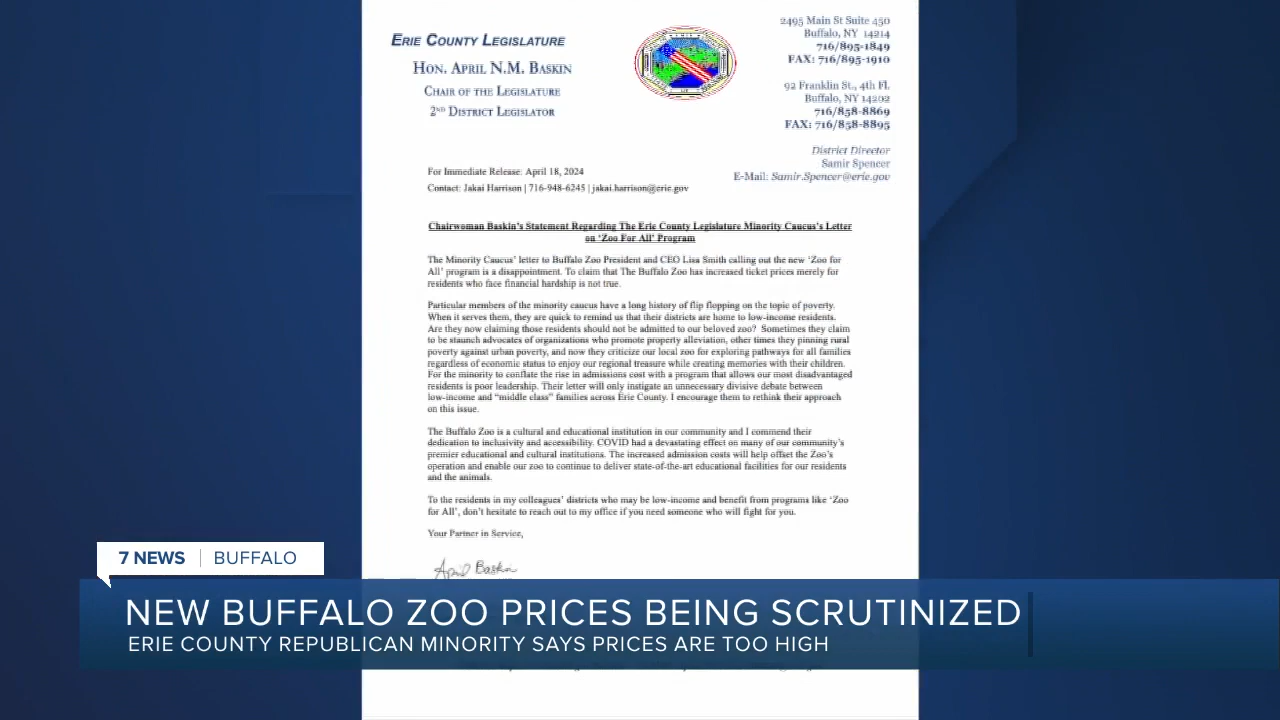 ERIE COUNTY LEGISLATURE
HON. APRIL N.M. BASKIN
CHAIR OF THE LEGISLATURE
2ND DISTRICT LEGISLATOR
2495 Main St Suite 450
Buffalo, NY 14214
716/895-1849
FAX: 716/895-1910
92 Franklin St., 4th Fl.
Buffalo, NY 14202
716/858-8869
FAX: 716/858-8895
District Director
Samir Spencer
E-Mail: Samir.Spencer@erie.gov
For Immediate Release: April 18, 2024
Contact: Jakai Harrison | 716-948-6245 | jakai.harrison@erie.gov
Chairwoman Baskin's Statement Regarding The Erie County Legislature Minority Caucus's Letter
on 'Zoo For All' Program
The Minority Caucus' letter to Buffalo Zoo President and CEO Lisa Smith calling out the new 'Zoo for
All' program is a disappointment. To claim that The Buffalo Zoo has increased ticket prices merely for
residents who face financial hardship is not true.
Particular members of the minority caucus have a long history of flip flopping on the topic of poverty.
When it serves them, they are quick to remind us that their districts are home to low-income residents.
Are they now claiming those residents should not be admitted to our beloved zoo? Sometimes they claim
to be staunch advocates of organizations who promote property alleviation, other times they pinning rural
poverty against urban poverty, and now they criticize our local zoo for exploring pathways for all families
regardless of economic status to enjoy our regional treasure while creating memories with their children.
For the minority to conflate the rise in admissions cost with a program that allows our most disadvantaged
residents is poor leadership. Their letter will only instigate an unnecessary divisive debate between
low-income and "middle class" families across Erie County. I encourage them to rethink their approach
on this issue.
The Buffalo Zoo is a cultural and educational institution in our community and I commend their
dedication to inclusivity and accessibility. COVID had a devastating effect on many of our community's
premier educational and cultural institutions. The increased admission costs will help offset the Zoo's
operation and enable our zoo to continue to deliver state-of-the-art educational facilities for our residents
and the animals.
To the residents in my colleagues' districts who may be low-income and benefit from programs like 'Zoo
for All', don't hesitate to reach out to my office if you need someone who will fight for you.
Your Partner in Service,
April Baskin
7 NEWS | BUFFALO
NEW BUFFALO ZOO PRICES BEING SCRUTINIZED
ERIE COUNTY REPUBLICAN MINORITY SAYS PRICES ARE TOO HIGH